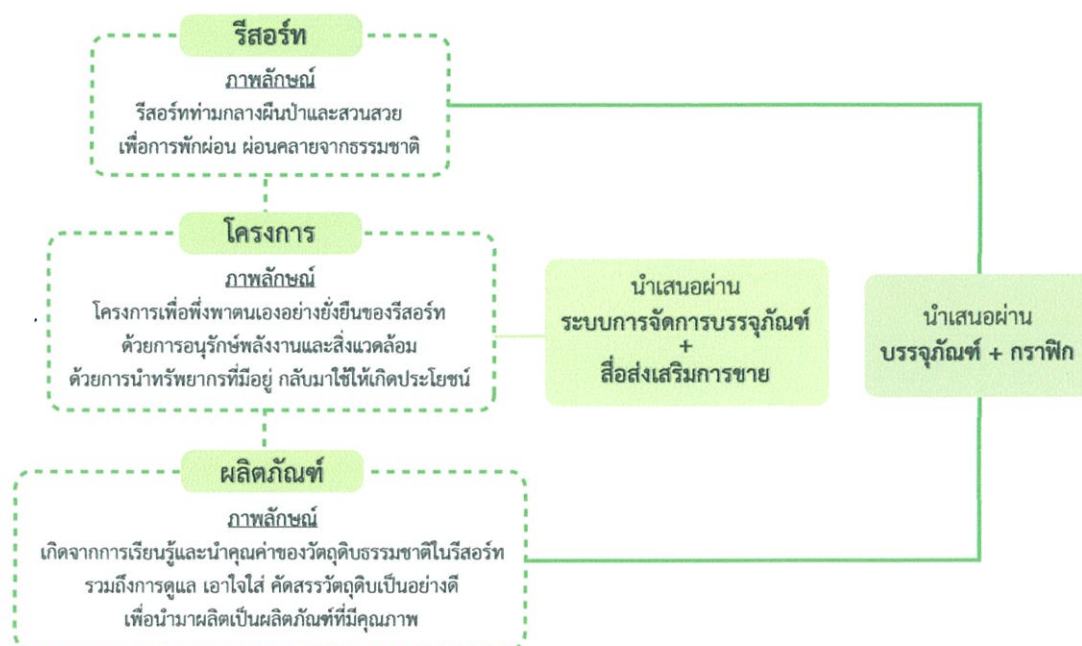 รีสอร์ท
ภาพลักษณ์
รีสอร์ทท่ามกลางผืนป่าและสวนสวย
เพื่อการพักผ่อน ผ่อนคลายจากธรรมชาติ
โครงการ
ภาพลักษณ์
โครงการเพื่อพึ่งพาตนเองอย่างยั่งยืนของรีสอร์ท
ด้วยการอนุรักษ์พลังงานและสิ่งแวดล้อม
ด้วยการนำทรัพยากรที่มีอยู่ กลับมาใช้ให้เกิดประโยชน์
นำเสนอผ่าน
ระบบการจัดการบรรจุภัณฑ์
+
สื่อส่งเสริมการขาย
นำเสนอผ่าน
บรรจุภัณฑ์ + กราฟิก
ผลิตภัณฑ์
ภาพลักษณ์
เกิดจากการเรียนรู้และนำคุณค่าของวัตถุดิบธรรมชาติในรีสอร์ท
รวมถึงการดูแล เอาใจใส่ คัดสรรวัตถุดิบเป็นอย่างดี
เพื่อนำมาผลิตเป็นผลิตภัณฑ์ที่มีคุณภาพ